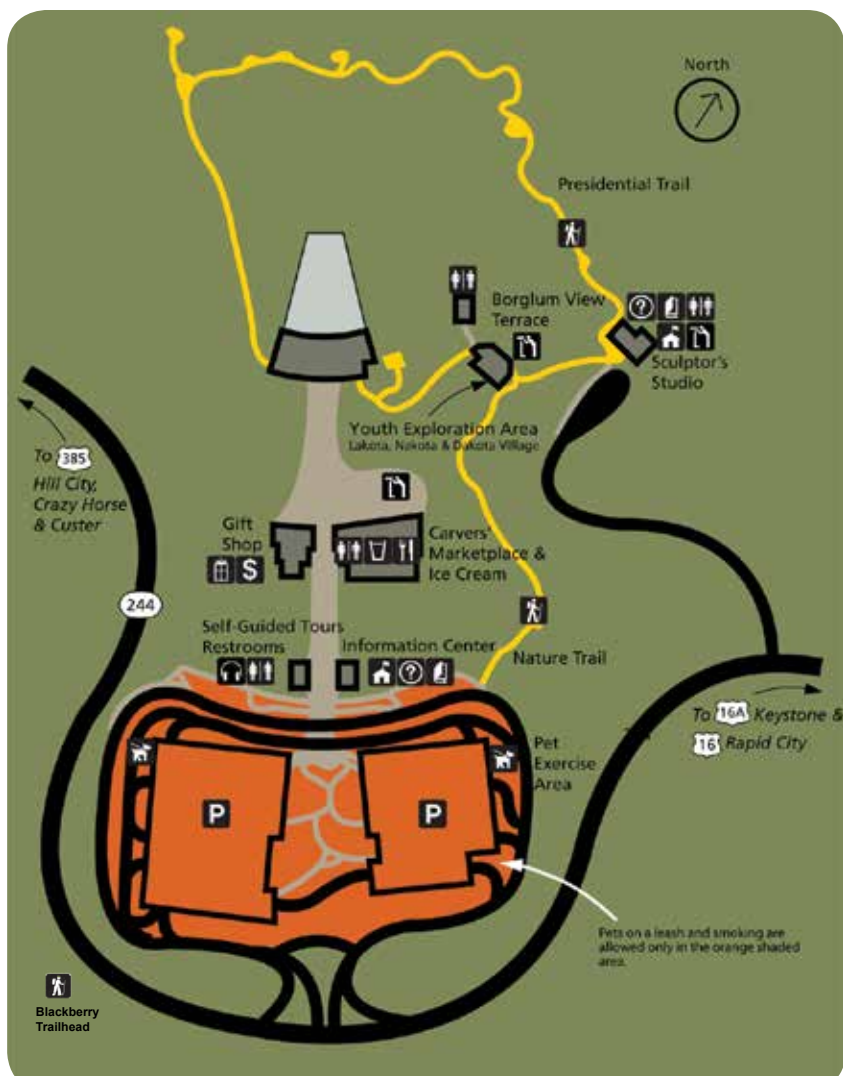 North
Presidential Trail
Borglum View
Terrace
?
Sculptor's
Studio
Youth Exploration Area
Lakota, Nakota & Dakota Village
To 385
Hill City,
Crazy Horse
& Custer
Gift
Shop
$
Carvers'
Marketplace &
Ice Cream
244
Self-Guided Tours
Restrooms
Information Center
?
Nature Trail
To 16A Keystone &
16 Rapid City
Pet
Exercise
Area
P
P
Pets on a leash and smoking are
allowed only in the orange shaded
area.
Blackberry
Trailhead